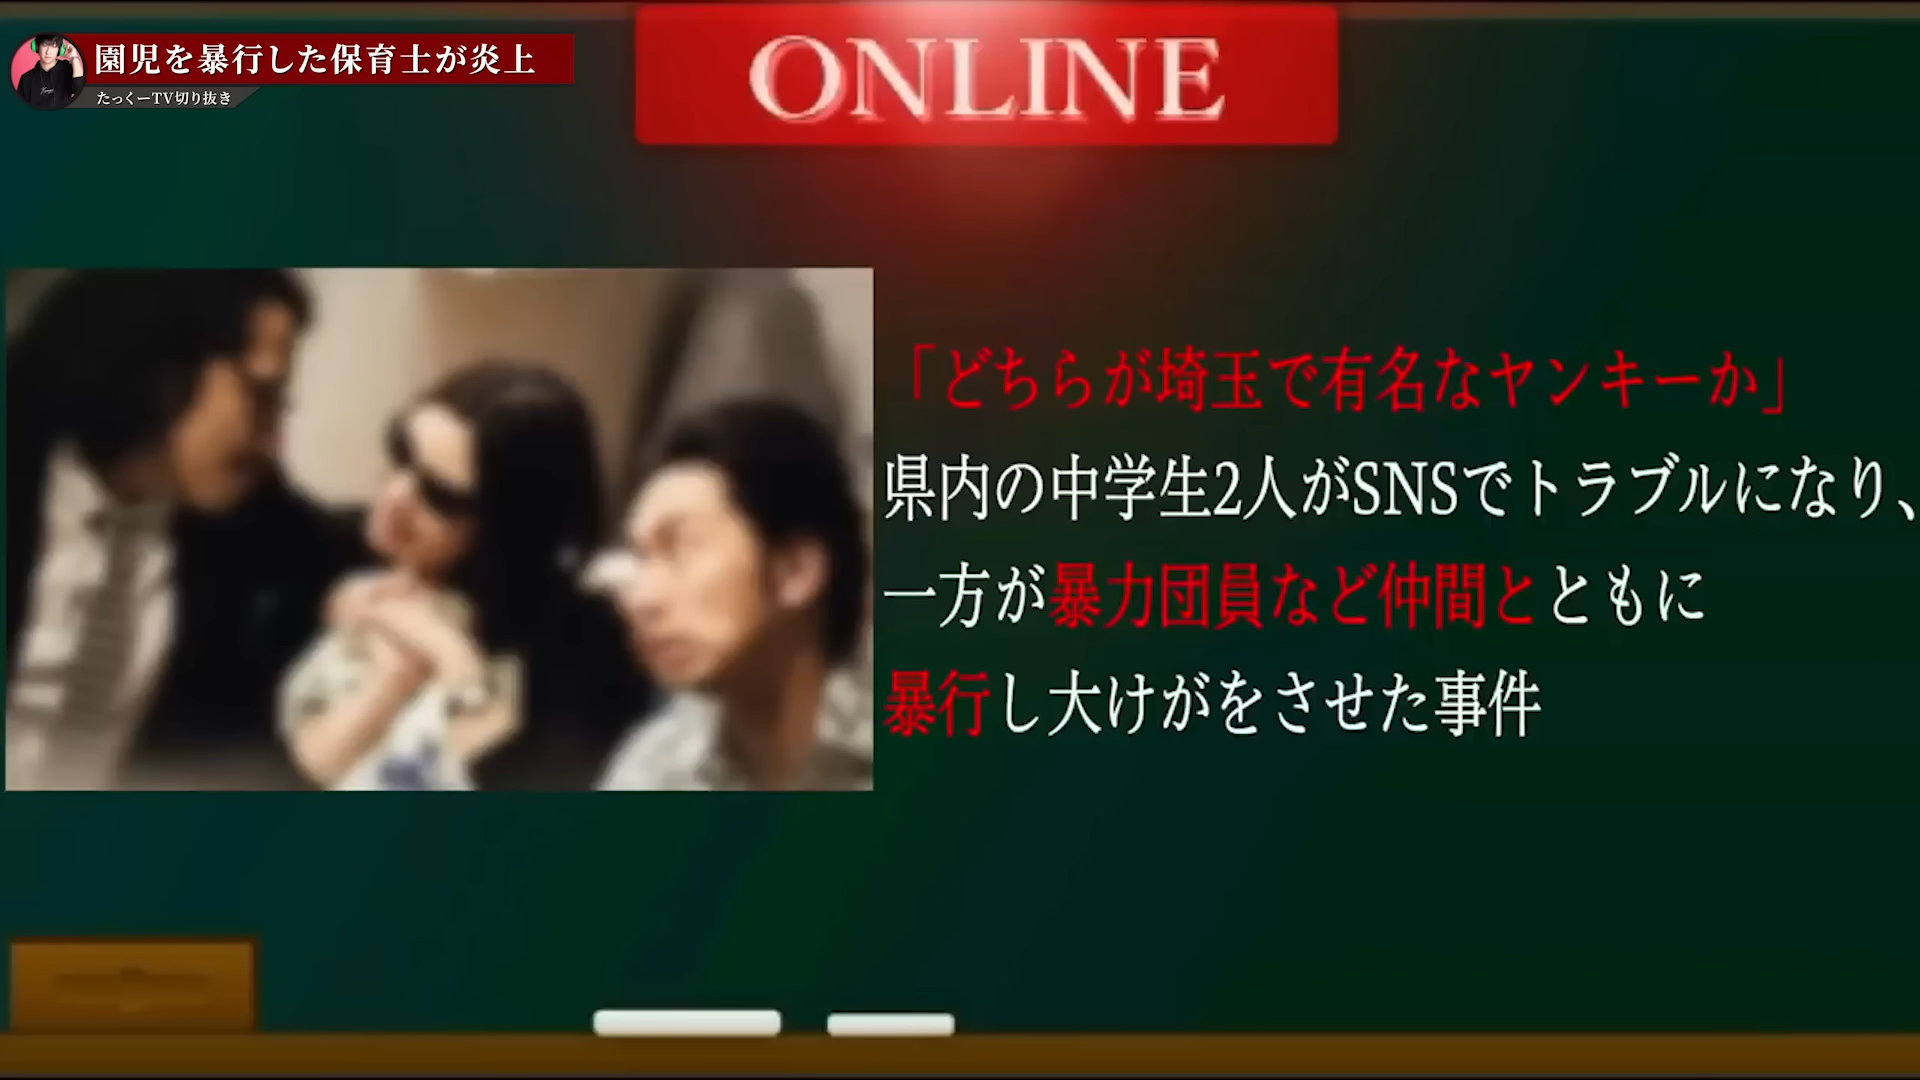 園児を暴行した保育士が炎上
たっくーTV切り抜き
ONLINE
「どちらが埼玉で有名なヤンキーか」
県内の中学生2人がSNSでトラブルになり、
一方が暴力団員など仲間とともに
暴行し大けがをさせた事件